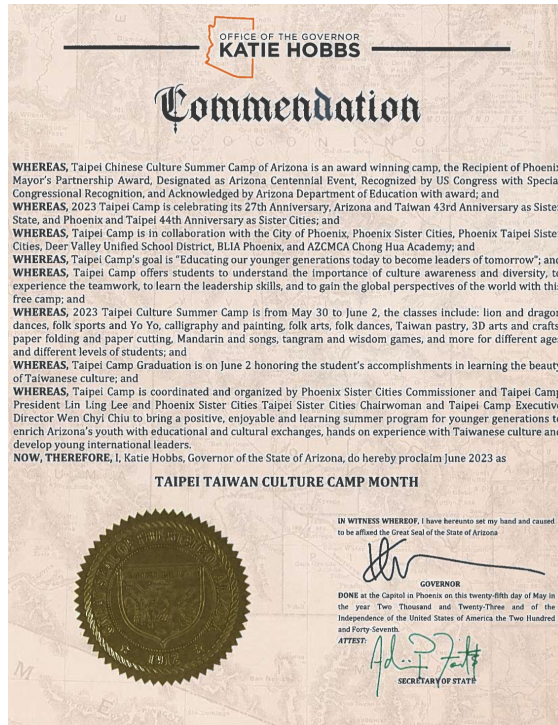 OFFICE OF THE GOVERNOR
KATIE HOBBS
Commendation
WHEREAS, Taipei Chinese Culture Summer Camp of Arizona is an award winning camp, the Recipient of Phoenix
Mayor's Partnership Award, Designated as Arizona Centennial Event, Recognized by US Congress with Special
Congressional Recognition, and Acknowledged by Arizona Department of Education with award; and
WHEREAS, 2023 Taipei Camp is celebrating its 27th Anniversary, Arizona and Taiwan 43rd Anniversary as Sister
State, and Phoenix and Taipei 44th Anniversary as Sister Cities; and
WHEREAS, Taipei Camp is in collaboration with the City of Phoenix, Phoenix Sister Cities, Phoenix Taipei Sister
Cities, Deer Valley Unified School District, BLIA Phoenix, and AZCMCA Chong Hua Academy; and
WHEREAS, Taipei Camp's goal is "Educating our younger generations today to become leaders of tomorrow"; and
WHEREAS, Taipei Camp offers students to understand the importance of culture awareness and diversity, to
experience the teamwork, to learn the leadership skills, and to gain the global perspectives of the world with this
free camp; and
WHEREAS, 2023 Taipei Culture Summer Camp is from May 30 to June 2, the classes include: lion and dragon
dances, folk sports and Yo Yo, calligraphy and painting, folk arts, folk dances, Taiwan pastry, 3D arts and crafts,
paper folding and paper cutting, Mandarin and songs, tangram and wisdom games, and more for different ages
and different levels of students; and
WHEREAS, Taipei Camp Graduation is on June 2 honoring the student's accomplishments in learning the beauty
of Taiwanese culture; and
WHEREAS, Taipei Camp is coordinated and organized by Phoenix Sister Cities Commissioner and Taipei Camp
President Lin Ling Lee and Phoenix Sister Cities Taipei Sister Cities Chairwoman and Taipei Camp Executive
Director Wen Chyi Chiu to bring a positive, enjoyable and learning summer program for younger generations to
enrich Arizona's youth with educational and cultural exchanges, hands on experience with Taiwanese culture and
develop young international leaders.
NOW, THEREFORE, I, Katie Hobbs, Governor of the State of Arizona, do hereby proclaim June 2023 as
TAIPEI TAIWAN CULTURE CAMP MONTH
IN WITNESS WHEREOF, I have hereunto set my hand and caused
to be affixed the Great Seal of the State of Arizona
GOVERNOR
DONE at the Capitol in Phoenix on this twenty-fifth day of May in
the year Two Thousand and Twenty-Three and of the
Independence of the United States of America the Two Hundred
and Forty-Seventh.
ATTEST:
SECRETARY OF STATE
1912